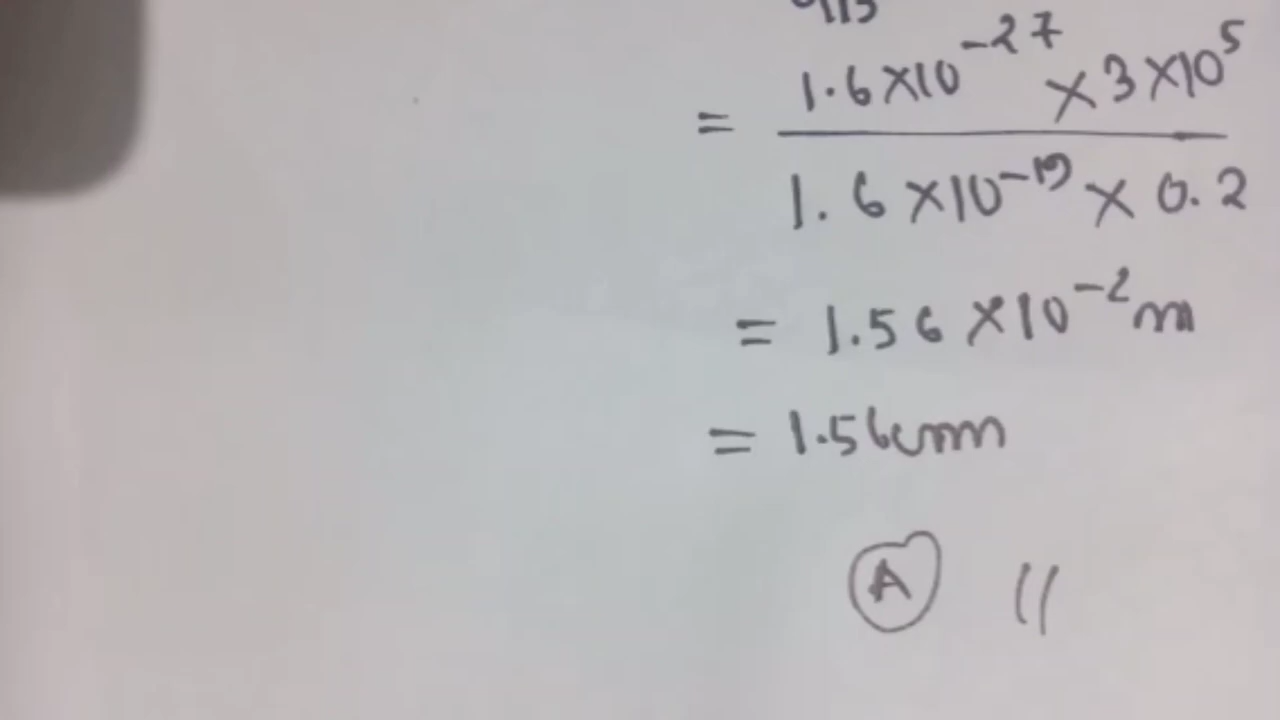 = 1.6×10^-27 × 3×10^5
1.6×10^-19 × 0.2
= 1.56×10^-2 m
= 1.56cm
A //